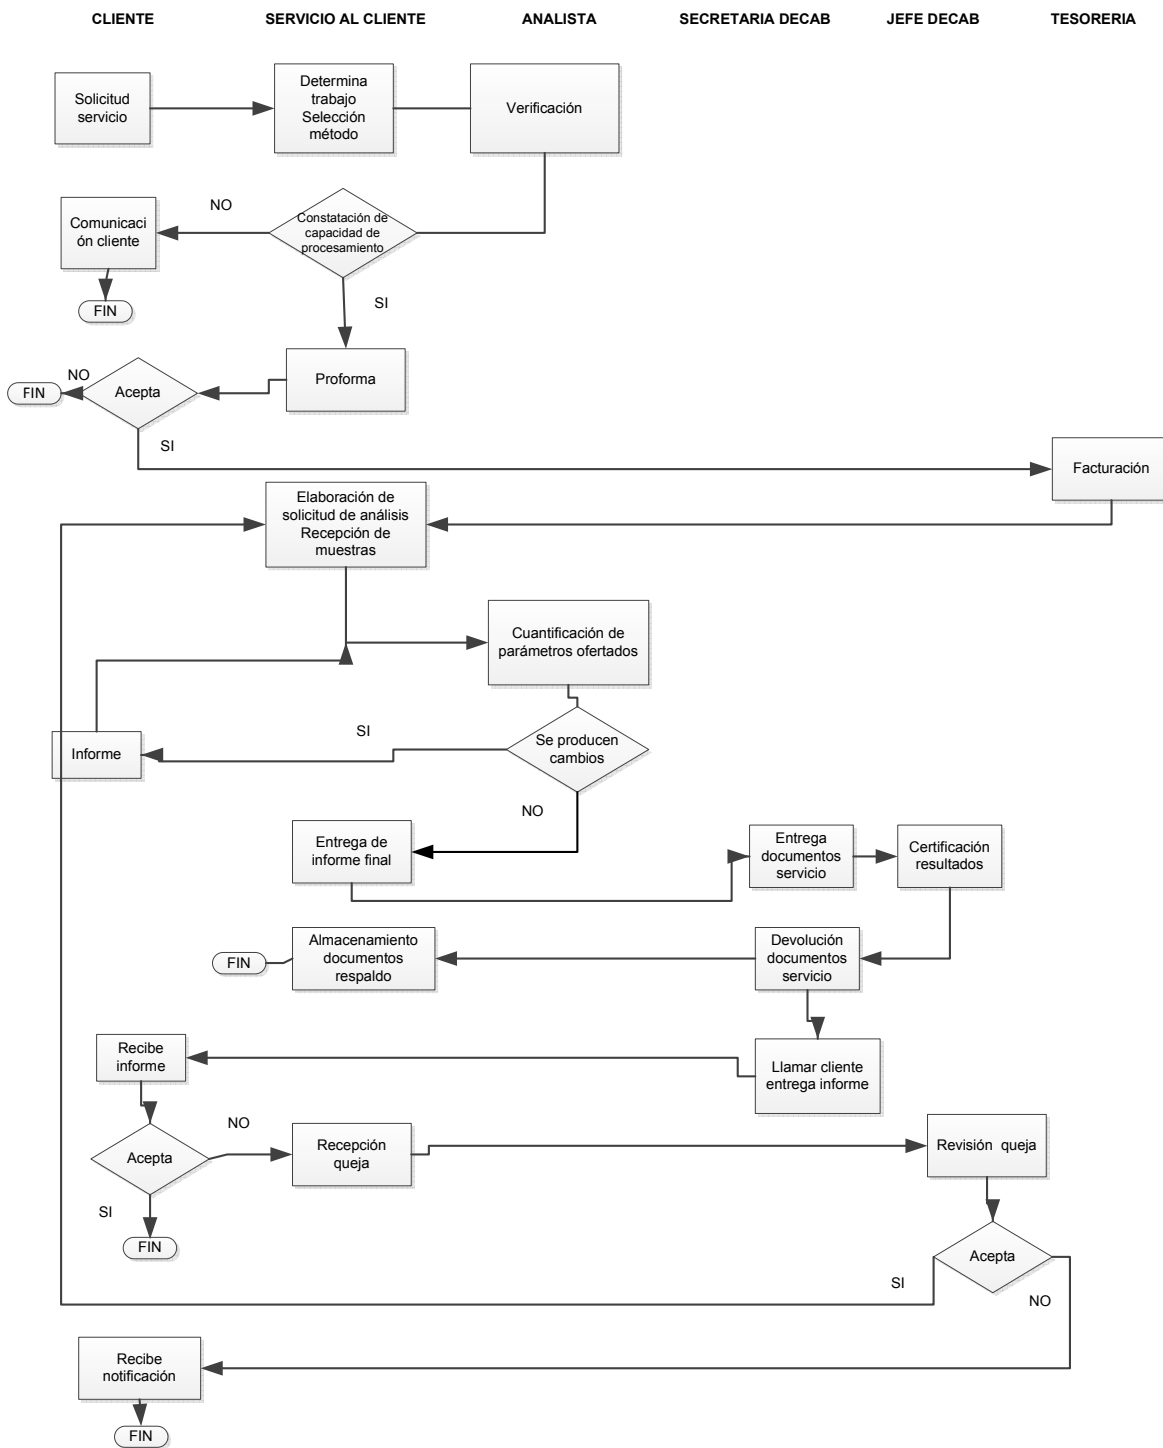 CLIENTE
SERVICIO AL CLIENTE
ANALISTA
SECRETARIA DECAB
JEFE DECAB
TESORERIA
Solicitud
servicio
Determina
trabajo
Selección
método
Verificación
NO
Comunicaci
ón cliente
Constatación de
capacidad de
procesamiento
FIN
SI
Proforma
NO
FIN
Acepta
SI
Facturación
Elaboración de
solicitud de análisis
Recepción de
muestras
Cuantificación de
parámetros ofertados
SI
Informe
Se producen
cambios
NO
Entrega de
informe final
Entrega
documentos
servicio
Certificación
resultados
FIN
Almacenamiento
documentos
respaldo
Devolución
documentos
servicio
Recibe
informe
Llamar cliente
entrega informe
NO
Acepta
Recepción
queja
Revisión queja
SI
FIN
Acepta
SI
NO
Recibe
notificación
FIN